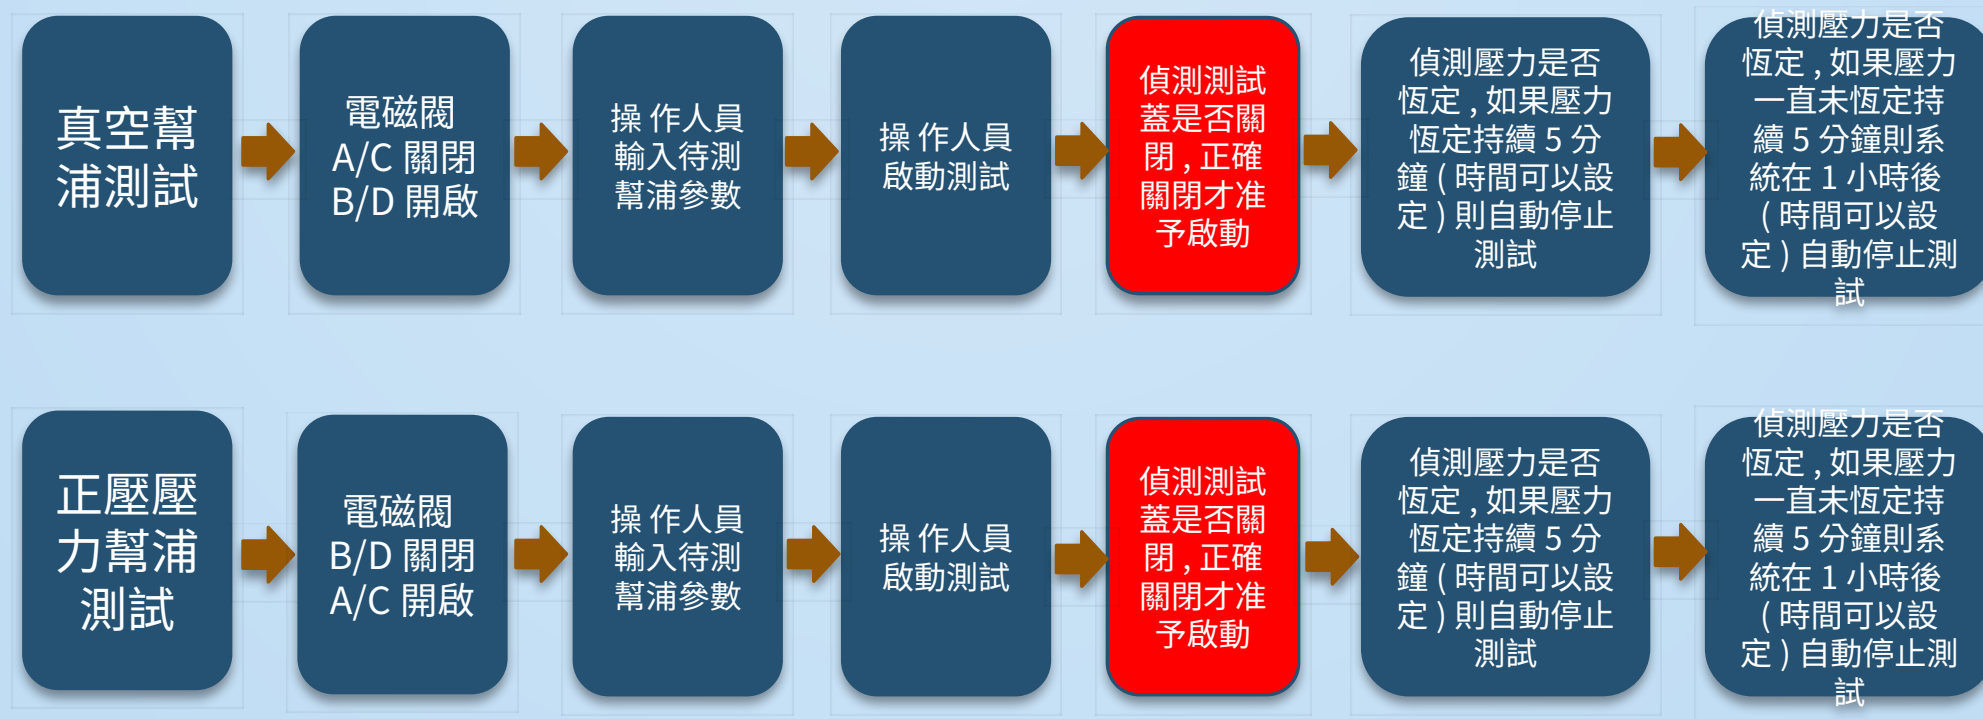 真空幫
浦測試
電磁閥
A/C 關閉
B/D 開啟
操 作人員
輸入待測
幫浦參數
操 作人員
啟動測試
偵測測試
蓋是否關
閉 , 正確
關閉才准
予啟動
偵測壓力是否
恆定 , 如果壓力
恆定持續 5 分
鐘 ( 時間可以設
定 ) 則自動停止
測試
偵測壓力是否
恆定 , 如果壓力
一直未恆定持
續 5 分鐘則系
統在 1 小時後
( 時間可以設
定 ) 自動停止測
試
正壓壓
力幫浦
測試
電磁閥
B/D 關閉
A/C 開啟
操 作人員
輸入待測
幫浦參數
操 作人員
啟動測試
偵測測試
蓋是否關
閉 , 正確
關閉才准
予啟動
偵測壓力是否
恆定 , 如果壓力
恆定持續 5 分
鐘 ( 時間可以設
定 ) 則自動停止
測試
偵測壓力是否
恆定 , 如果壓力
一直未恆定持
續 5 分鐘則系
統在 1 小時後
( 時間可以設
定 ) 自動停止測
試